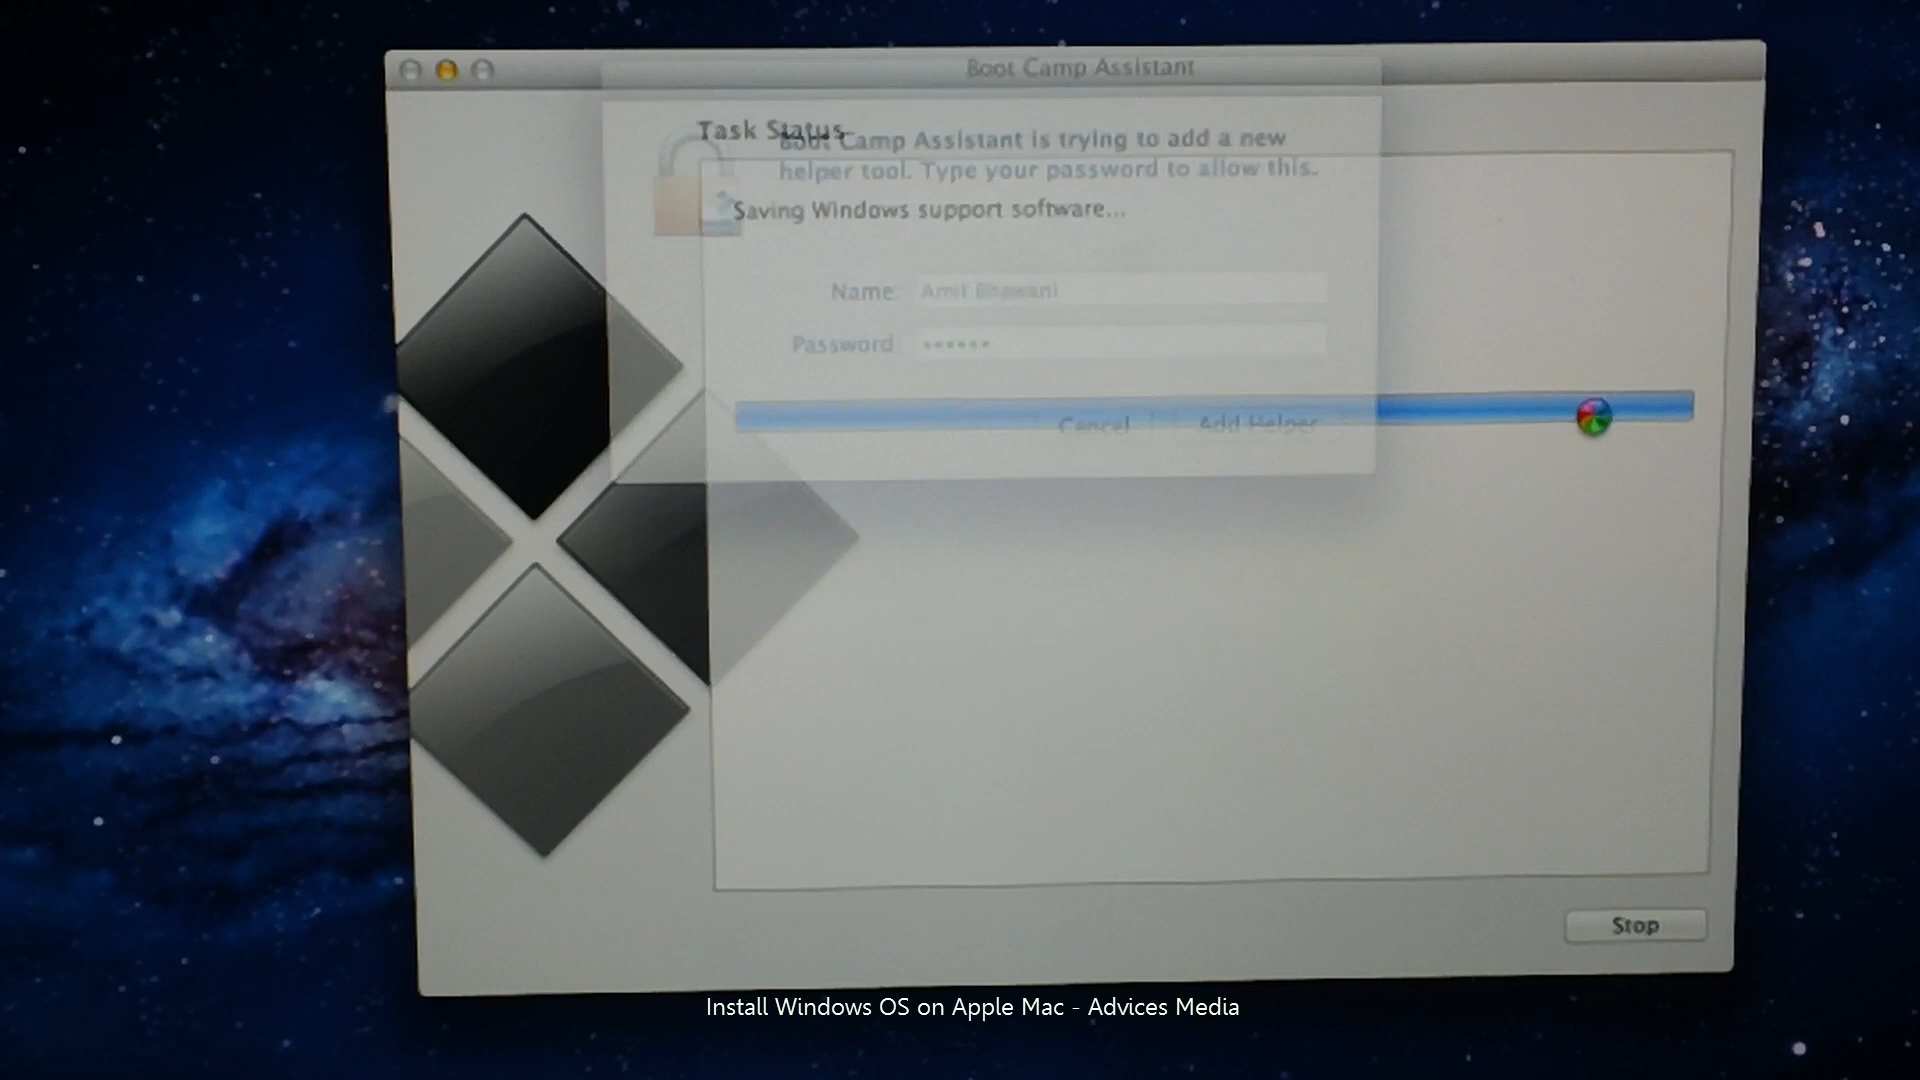 Boot Camp Assistant
Task Status
Boot Camp Assistant is trying to add a new
helper tool. Type your password to allow this.
Saving Windows support software...
Name: Amit Bhawani
Password: ••••••
Cancel
Add Helper
Stop
Install Windows OS on Apple Mac - Advices Media